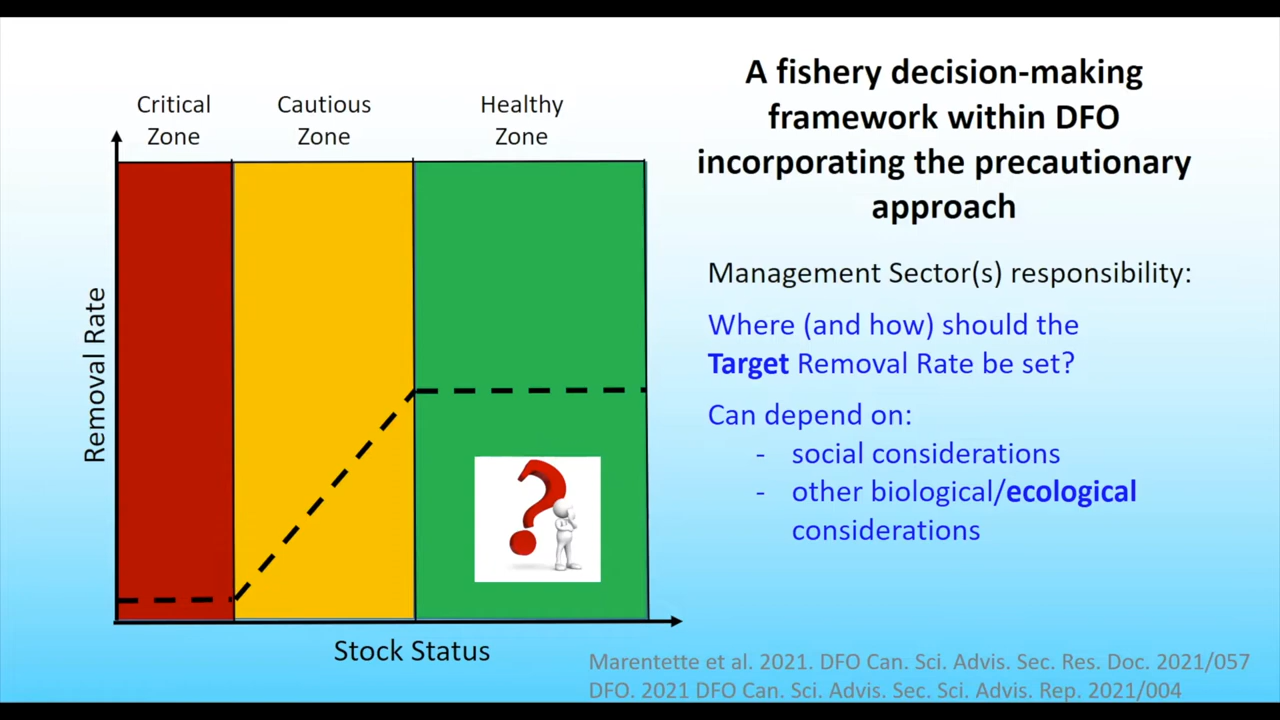 A fishery decision-making
framework within DFO
incorporating the precautionary
approach
Critical
Zone
Cautious
Zone
Healthy
Zone
Removal Rate
Stock Status
Management Sector(s) responsibility:
Where (and how) should the
Target Removal Rate be set?
Can depend on:
- social considerations
- other biological/ecological
considerations
Marentette et al. 2021. DFO Can. Sci. Advis. Sec. Res. Doc. 2021/057
DFO. 2021 DFO Can. Sci. Advis. Sec. Sci. Advis. Rep. 2021/004